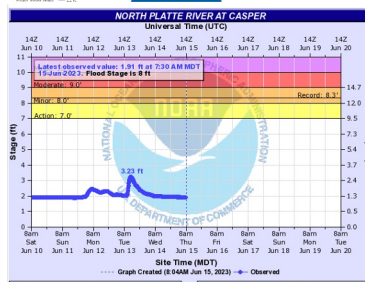 NORTH PLATTE RIVER AT CASPER
Universal Time (UTC)
14Z 14Z 14Z 14Z 14Z 14Z 14Z 14Z 14Z 14Z 14Z
Jun 10 Jun 11 Jun 12 Jun 13 Jun 14 Jun 15 Jun 16 Jun 17 Jun 18 Jun 19 Jun 20
Latest observed value: 1.91 ft at 7:30 AM MDT
15-Jun-2023. Flood Stage is 8 ft
Moderate: 9.0'
Record: 8.3'
Minor: 8.0'
Action: 7.0'
3.23 ft
NOAA
DEPARTMENT OF COMMERCE
Stage (ft)
11
10
9
8
7
6
5
4
3
2
1
0
14.7
12.0
9.5
7.3
5.4
3.7
2.4
1.3
0.5
0.0
8am 8am 8am 8am 8am 8am 8am 8am 8am 8am 8am
Sat Sun Mon Tue Wed Thu Fri Sat Sun Mon Tue
Jun 10 Jun 11 Jun 12 Jun 13 Jun 14 Jun 15 Jun 16 Jun 17 Jun 18 Jun 19 Jun 20
Site Time (MDT)
Graph Created (8:04AM Jun 15, 2023) Observed